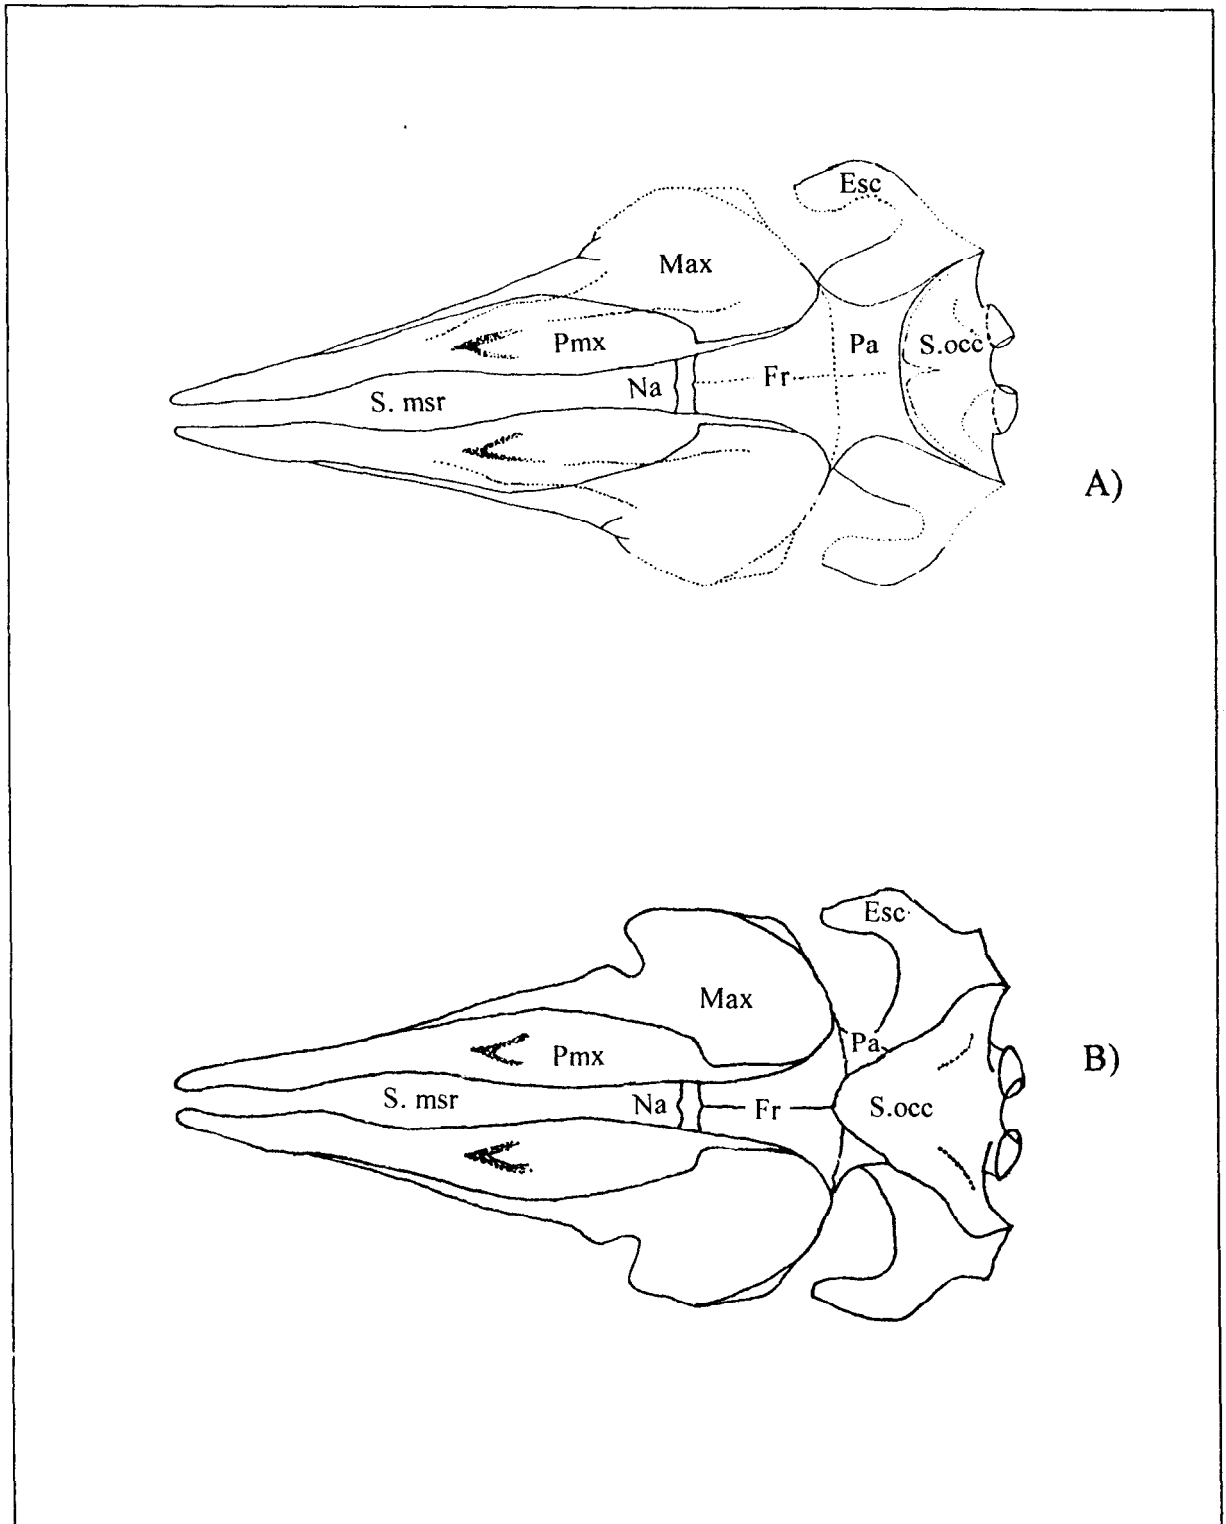 Esc
Max
Pmx
Pa
S.occ
Na
Fr
S. msr
A)
Esc
Max
Pa
Pmx
B)
S. msr
Na
Fr
S.occ